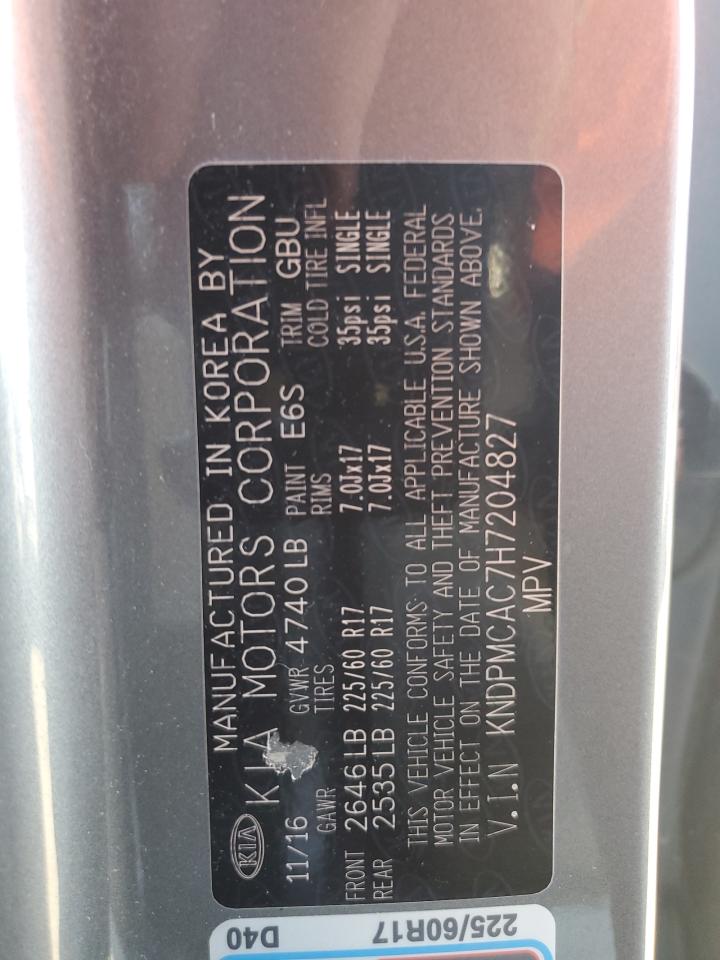 KIA
MANUFACTURED IN KOREA BY
KIA MOTORS CORPORATION
11/16 GVWR 4740LB PAINT E6S TRIM GBU
GAWR TIRES RIMS COLD TIRE INFL
FRONT 2646LB 225/60 R17 7.0Jx17 35psi SINGLE
REAR 2535LB 225/60 R17 7.0Jx17 35psi SINGLE
THIS VEHICLE CONFORMS TO ALL APPLICABLE U.S.A. FEDERAL
MOTOR VEHICLE SAFETY AND THEFT PREVENTION STANDARDS
IN EFFECT ON THE DATE OF MANUFACTURE SHOWN ABOVE.
V.I.N KNDPMCAC7H7204827
MPV
D40
225/60R17